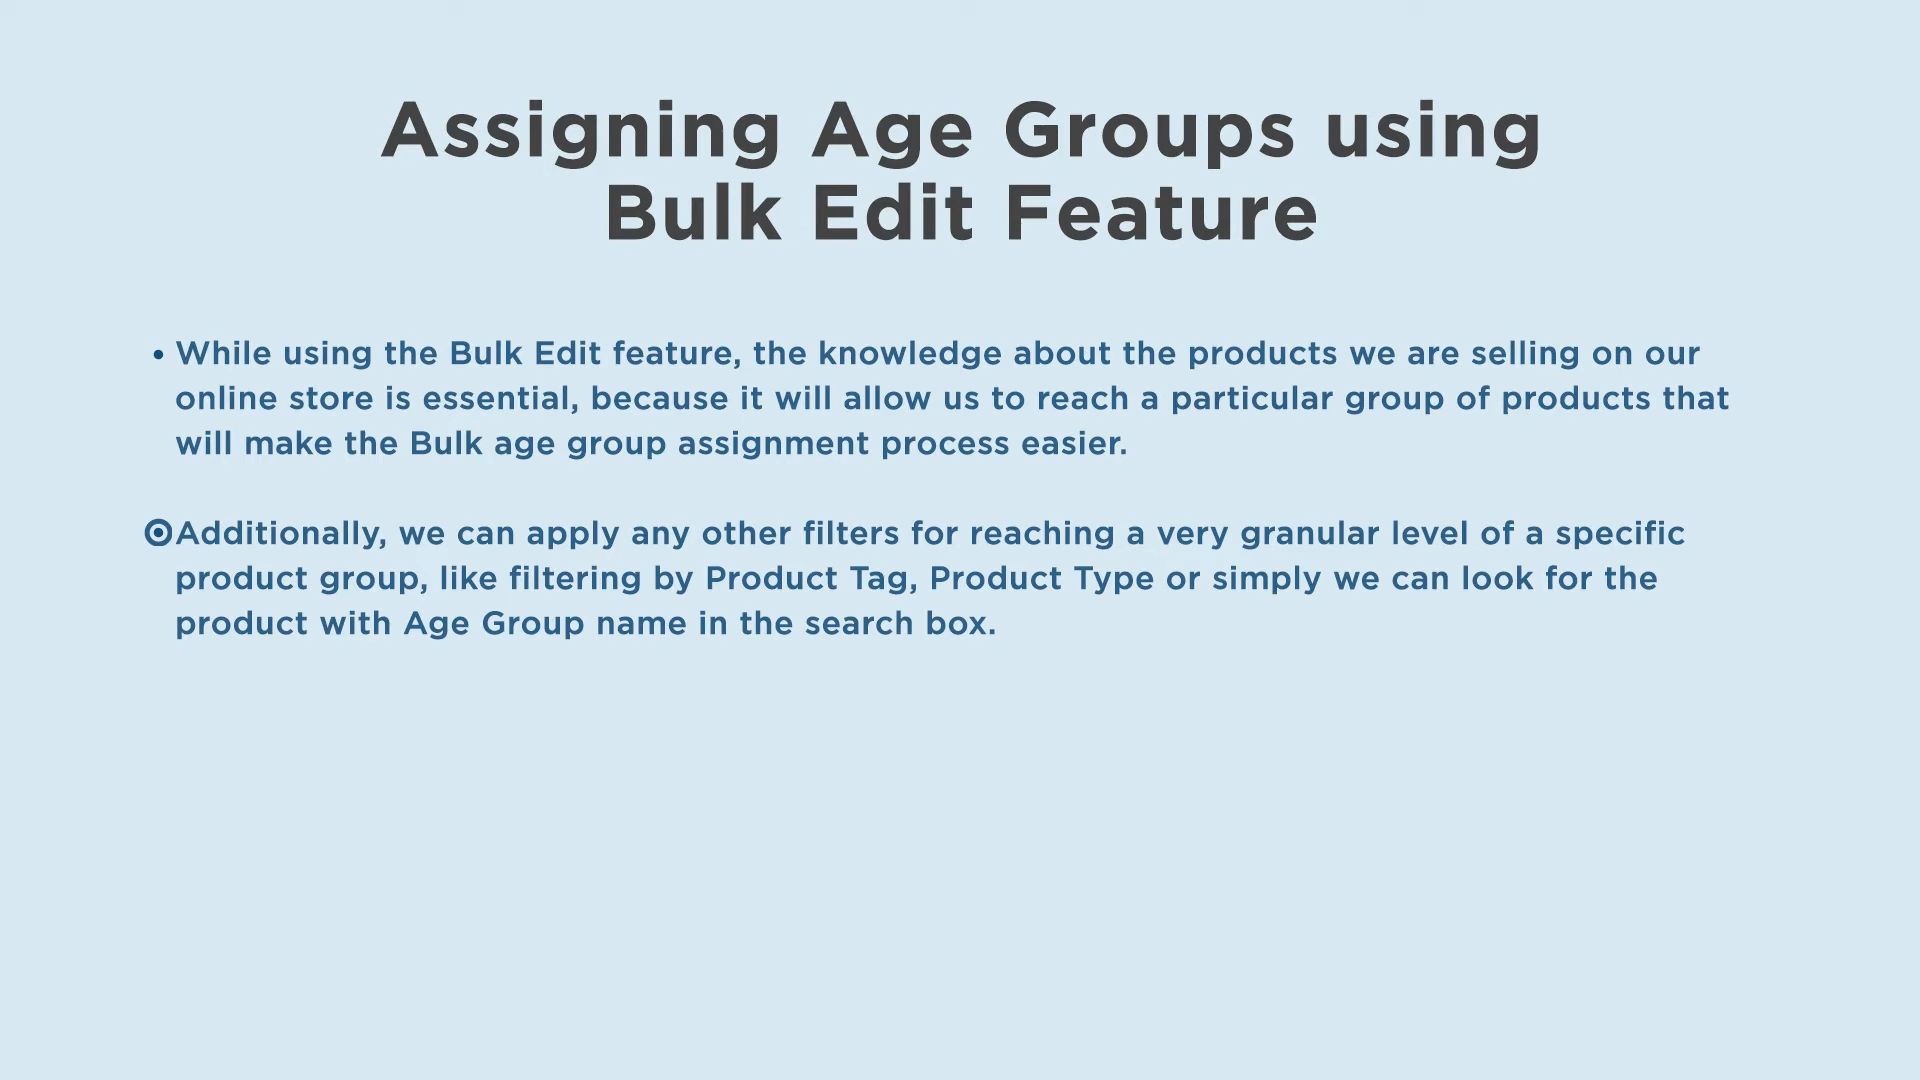 Assigning Age Groups using
Bulk Edit Feature
• While using the Bulk Edit feature, the knowledge about the products we are selling on our
online store is essential, because it will allow us to reach a particular group of products that
will make the Bulk age group assignment process easier.
• Additionally, we can apply any other filters for reaching a very granular level of a specific
product group, like filtering by Product Tag, Product Type or simply we can look for the
product with Age Group name in the search box.